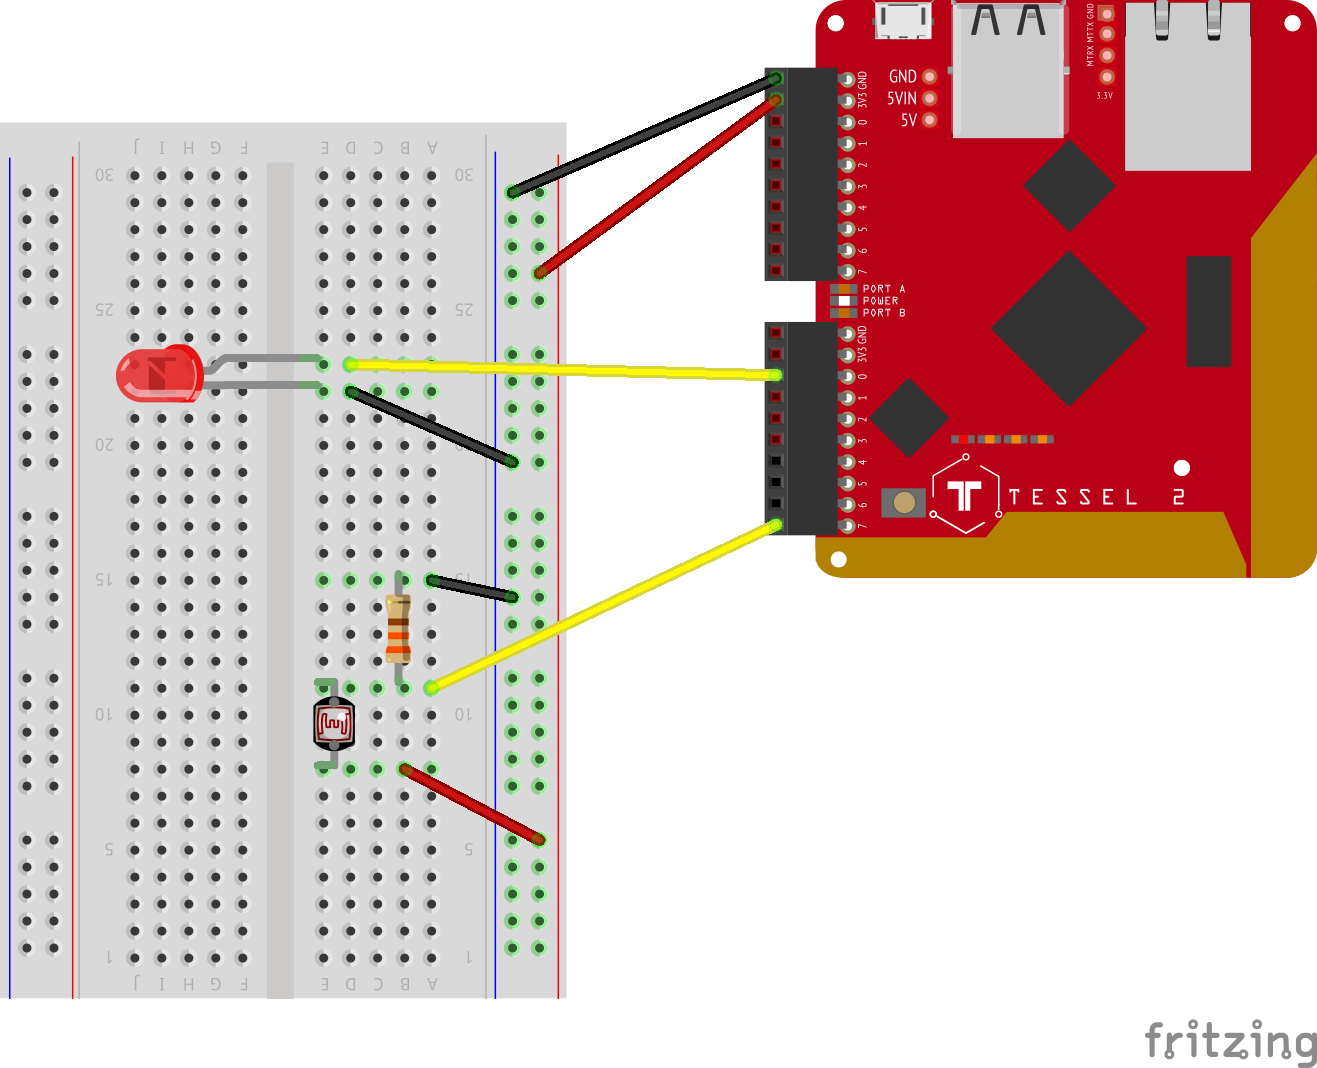 GND
MTTX
MTRX
3.3V
GND
5VIN
5V
GND
3V3
0
1
2
3
4
5
6
7
PORT A
POWER
PORT B
GND
3V3
0
1
2
3
4
5
6
7
TESSEL 2
J I H G F E D C B A
30 30
25 25
20
15 15
10 10
5 5
1 1
J I H G F E D C B A
fritzing